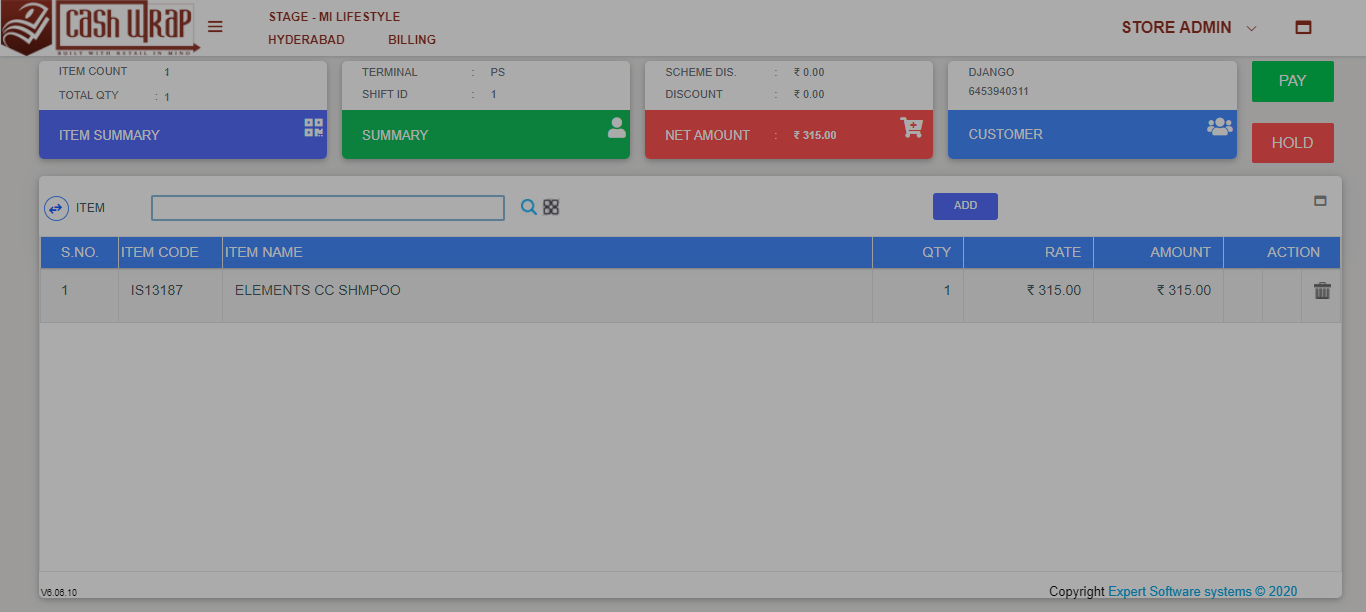 CASH WRAP
BUILT WITH RETAIL IN MIND
STAGE - MI LIFESTYLE
HYDERABAD BILLING
STORE ADMIN
ITEM COUNT 1
TOTAL QTY : 1
ITEM SUMMARY
TERMINAL : PS
SHIFT ID : 1
SUMMARY
SCHEME DIS. : ₹ 0.00
DISCOUNT : ₹ 0.00
NET AMOUNT : ₹ 315.00
DJANGO
6453940311
CUSTOMER
PAY
HOLD
ITEM ADD
S.NO. ITEM CODE ITEM NAME QTY RATE AMOUNT ACTION
1 IS13187 ELEMENTS CC SHMPOO 1 ₹ 315.00 ₹ 315.00
V6.06.10 Copyright Expert Software systems © 2020